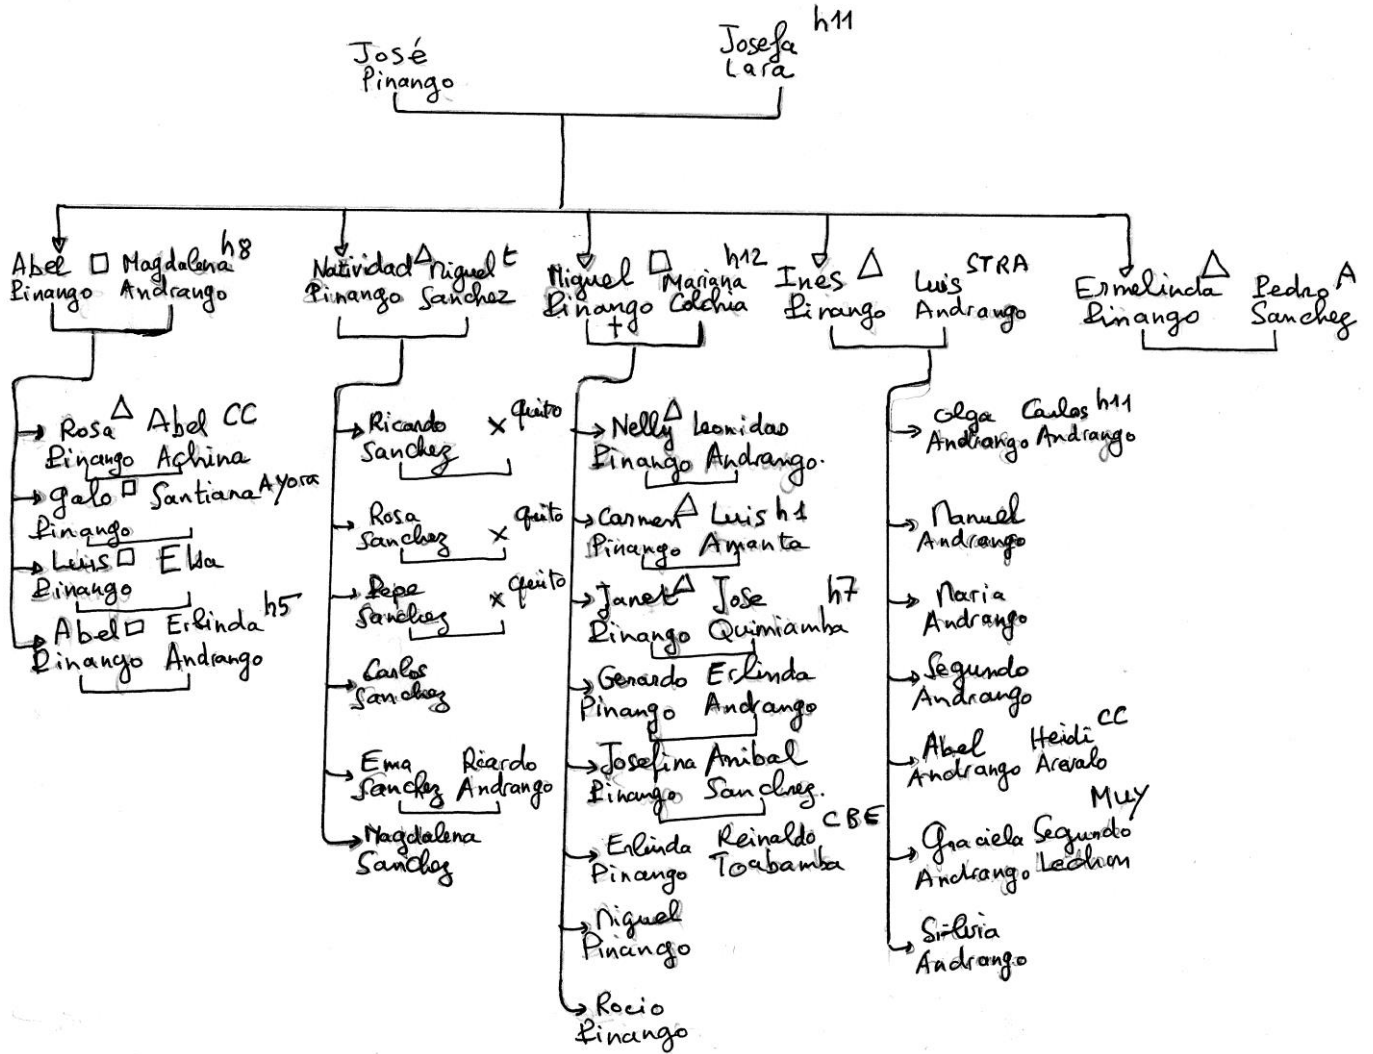 José
Pinango
Josefa h11
Lara
Abel Magdalena h8
Pinango Andrango
Natividad Miguel t
Pinango Sanchez
Miguel Mariana h12
Pinango Colchua
Inés Luis STRA
Pinango Andrango
Ermelinda Pedro A
Pinango Sanchez
Rosa Abel CC
Pinango Achina
Galo Santiana Ayora
Pinango
Luis Elsa
Pinango
Abel Erlinda h5
Pinango Andrango
Ricardo x quito
Sanchez
Rosa x quito
Sanchez
Pepe x quito
Sanchez
Carlos
Sanchez
Ema Ricardo
Sanchez Andrango
Magdalena
Sanchez
Nelly Leonidas
Pinango Andrango.
Carmen Luis h1
Pinango Amanta
Janet Jose h7
Pinango Quimiamba
Gerardo Erlinda
Pinango Andrango
Josefina Anibal
Pinango Sanchez.
Erlinda Reinaldo CBE
Pinango Toabamba
Miguel
Pinango
Rocio
Pinango
Olga Carlos h11
Andrango Andrango
Manuel
Andrango
Maria
Andrango
Segundo
Andrango
Abel Heidi CC
Andrango Arevalo
MUY
Graciela Segundo
Andrango Lechon
Silvia
Andrango